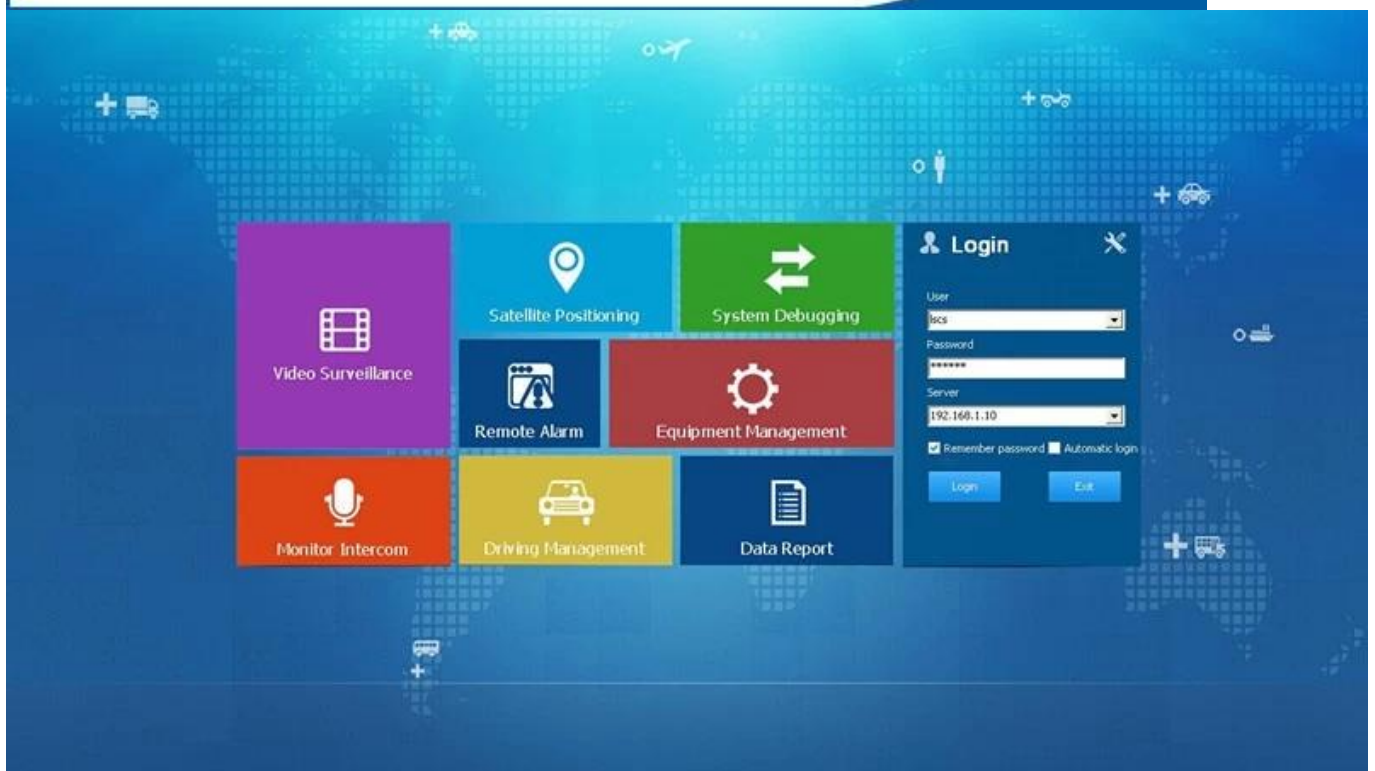 Login
User
lscs
Password
******
Server
192.168.1.10
Remember password
Automatic login
Login
Exit
Satellite Positioning
System Debugging
Video Surveillance
Remote Alarm
Equipment Management
Monitor Intercom
Driving Management
Data Report